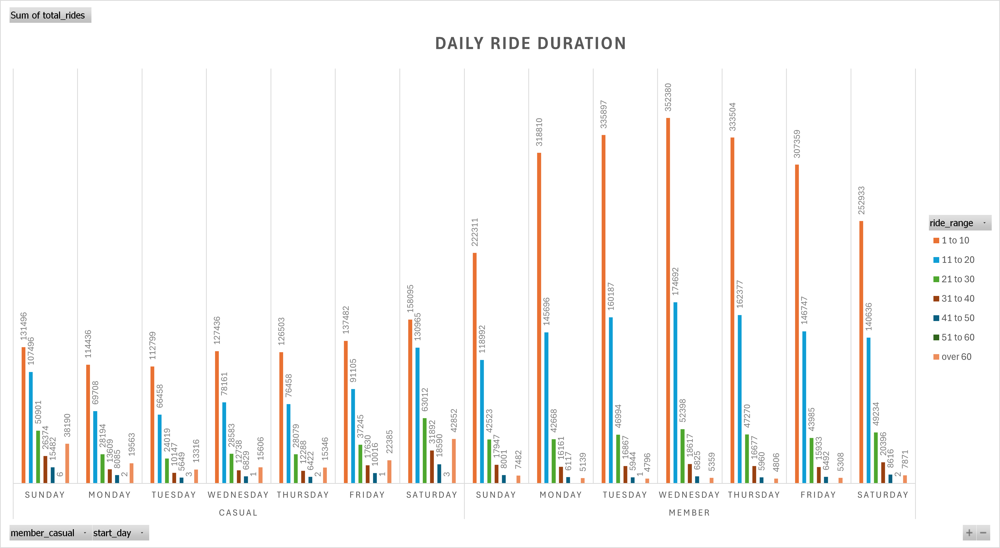 Sum of total_rides
DAILY RIDE DURATION
131496 107496 50901 26374 15482 6 38190
114436 69708 28194 13609 8085 2 19563
112799 66458 24019 10147 5649 3 13316
127436 78161 28583 12738 6829 1 15606
126503 76458 28079 12288 6422 2 15346
137482 91105 37245 17630 10016 1 22385
158095 130965 63012 31892 18590 3 42852
222311 118992 42523 17947 8001 7482
318810 145696 42668 16161 6117 5139
335897 160187 46994 16867 5944 1 4796
352380 174692 52398 18617 6825 5359
333504 162377 47270 16677 5960 4806
307359 146747 43985 15933 6492 5308
252933 140636 49234 20396 8616 2 7871
SUNDAY MONDAY TUESDAY WEDNESDAY THURSDAY FRIDAY SATURDAY SUNDAY MONDAY TUESDAY WEDNESDAY THURSDAY FRIDAY SATURDAY
CASUAL MEMBER
ride_range
1 to 10
11 to 20
21 to 30
31 to 40
41 to 50
51 to 60
over 60
member_casual start_day
+ −